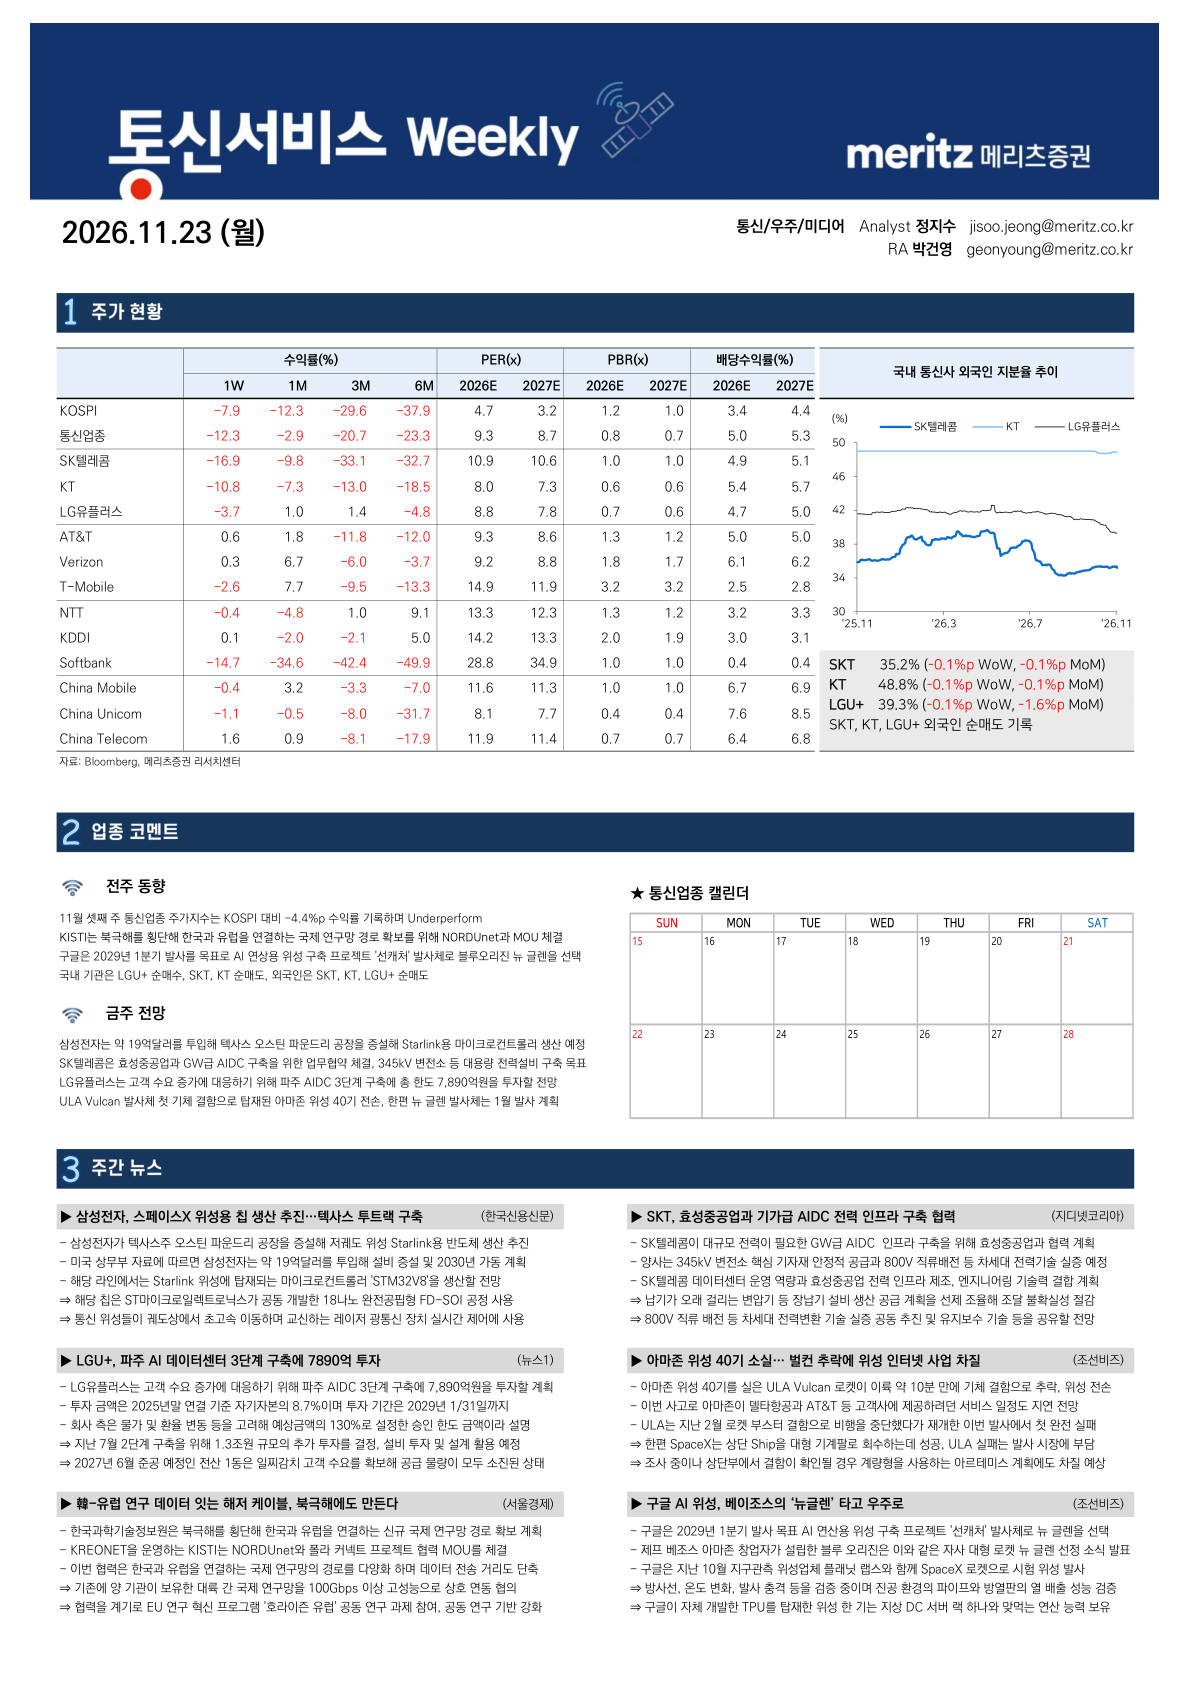 통신서비스 Weekly
meritz 메리츠증권
2026.11.23 (월)
통신/우주/미디어 Analyst 정지수 jisoo.jeong@meritz.co.kr
RA 박건영 geonyoung@meritz.co.kr
1 주가 현황
수익률(%) PER(x) PBR(x) 배당수익률(%)
1W 1M 3M 6M 2026E 2027E 2026E 2027E 2026E 2027E
KOSPI -7.9 -12.3 -29.6 -37.9 4.7 3.2 1.2 1.0 3.4 4.4
통신업종 -12.3 -2.9 -20.7 -23.3 9.3 8.7 0.8 0.7 5.0 5.3
SK텔레콤 -16.9 -9.8 -33.1 -32.7 10.9 10.6 1.0 1.0 4.9 5.1
KT -10.8 -7.3 -13.0 -18.5 8.0 7.3 0.6 0.6 5.4 5.7
LG유플러스 -3.7 1.0 1.4 -4.8 8.8 7.8 0.7 0.6 4.7 5.0
AT&T 0.6 1.8 -11.8 -12.0 9.3 8.6 1.3 1.2 5.0 5.0
Verizon 0.3 6.7 -6.0 -3.7 9.2 8.8 1.8 1.7 6.1 6.2
T-Mobile -2.6 7.7 -9.5 -13.3 14.9 11.9 3.2 3.2 2.5 2.8
NTT -0.4 -4.8 1.0 9.1 13.3 12.3 1.3 1.2 3.2 3.3
KDDI 0.1 -2.0 -2.1 5.0 14.2 13.3 2.0 1.9 3.0 3.1
Softbank -14.7 -34.6 -42.4 -49.9 28.8 34.9 1.0 1.0 0.4 0.4
China Mobile -0.4 3.2 -3.3 -7.0 11.6 11.3 1.0 1.0 6.7 6.9
China Unicom -1.1 -0.5 -8.0 -31.7 8.1 7.7 0.4 0.4 7.6 8.5
China Telecom 1.6 0.9 -8.1 -17.9 11.9 11.4 0.7 0.7 6.4 6.8
자료: Bloomberg, 메리츠증권 리서치센터
국내 통신사 외국인 지분율 추이
(%)
SK텔레콤 KT LG유플러스
50
46
42
38
34
30
'25.11 '26.3 '26.7 '26.11
SKT 35.2% (-0.1%p WoW, -0.1%p MoM)
KT 48.8% (-0.1%p WoW, -0.1%p MoM)
LGU+ 39.3% (-0.1%p WoW, -1.6%p MoM)
SKT, KT, LGU+ 외국인 순매도 기록
2 업종 코멘트
전주 동향
11월 셋째 주 통신업종 주가지수는 KOSPI 대비 -4.4%p 수익률 기록하며 Underperform
KISTI는 북극해를 횡단해 한국과 유럽을 연결하는 국제 연구망 경로 확보를 위해 NORDUnet과 MOU 체결
구글은 2029년 1분기 발사를 목표로 AI 연산용 위성 구축 프로젝트 '선캐처' 발사체로 블루오리진 뉴 글렌을 선택
국내 기관은 LGU+ 순매수, SKT, KT 순매도, 외국인은 SKT, KT, LGU+ 순매도
금주 전망
삼성전자는 약 19억달러를 투입해 텍사스 오스틴 파운드리 공장을 증설해 Starlink용 마이크로컨트롤러 생산 예정
SK텔레콤은 효성중공업과 GW급 AIDC 구축을 위한 업무협약 체결, 345kV 변전소 등 대용량 전력설비 구축 목표
LG유플러스는 고객 수요 증가에 대응하기 위해 파주 AIDC 3단계 구축에 총 한도 7,890억원을 투자할 전망
ULA Vulcan 발사체 첫 기체 결함으로 탑재된 아마존 위성 40기 전손, 한편 뉴 글렌 발사체는 1월 발사 계획
★ 통신업종 캘린더
SUN MON TUE WED THU FRI SAT
15 16 17 18 19 20 21
22 23 24 25 26 27 28
3 주간 뉴스
▶ 삼성전자, 스페이스X 위성용 칩 생산 추진…텍사스 투트랙 구축 (한국신용신문)
- 삼성전자가 텍사스주 오스틴 파운드리 공장을 증설해 저궤도 위성 Starlink용 반도체 생산 추진
- 미국 상무부 자료에 따르면 삼성전자는 약 19억달러를 투입해 설비 증설 및 2030년 가동 계획
- 해당 라인에서는 Starlink 위성에 탑재되는 마이크로컨트롤러 'STM32V8'을 생산할 전망
⇒ 해당 칩은 ST마이크로일렉트로닉스가 공동 개발한 18나노 완전공핍형 FD-SOI 공정 사용
⇒ 통신 위성들이 궤도상에서 초고속 이동하며 교신하는 레이저 광통신 장치 실시간 제어에 사용
▶ LGU+, 파주 AI 데이터센터 3단계 구축에 7890억 투자 (뉴스1)
- LG유플러스는 고객 수요 증가에 대응하기 위해 파주 AIDC 3단계 구축에 7,890억원을 투자할 계획
- 투자 금액은 2025년말 연결 기준 자기자본의 8.7%이며 투자 기간은 2029년 1/31일까지
- 회사 측은 물가 및 환율 변동 등을 고려해 예상금액의 130%로 설정한 승인 한도 금액이라 설명
⇒ 지난 7월 2단계 구축을 위해 1.3조원 규모의 추가 투자를 결정, 설비 투자 및 설계 활용 예정
⇒ 2027년 6월 준공 예정인 전산 1동은 일찌감치 고객 수요를 확보해 공급 물량이 모두 소진된 상태
▶ 韓-유럽 연구 데이터 잇는 해저 케이블, 북극해에도 만든다 (서울경제)
- 한국과학기술정보원은 북극해를 횡단해 한국과 유럽을 연결하는 신규 국제 연구망 경로 확보 계획
- KREONET을 운영하는 KISTI는 NORDUnet와 폴라 커넥트 프로젝트 협력 MOU를 체결
- 이번 협력은 한국과 유럽을 연결하는 국제 연구망의 경로를 다양화 하며 데이터 전송 거리도 단축
⇒ 기존에 양 기관이 보유한 대륙 간 국제 연구망을 100Gbps 이상 고성능으로 상호 연동 협의
⇒ 협력을 계기로 EU 연구 혁신 프로그램 '호라이즌 유럽' 공동 연구 과제 참여, 공동 연구 기반 강화
▶ SKT, 효성중공업과 기가급 AIDC 전력 인프라 구축 협력 (지디넷코리아)
- SK텔레콤이 대규모 전력이 필요한 GW급 AIDC 인프라 구축을 위해 효성중공업과 협력 계획
- 양사는 345kV 변전소 핵심 기자재 안정적 공급과 800V 직류배전 등 차세대 전력기술 실증 예정
- SK텔레콤 데이터센터 운영 역량과 효성중공업 전력 인프라 제조, 엔지니어링 기술력 결합 계획
⇒ 납기가 오래 걸리는 변압기 등 장납기 설비 생산 공급 계획을 선제 조율해 조달 불확실성 절감
⇒ 800V 직류 배전 등 차세대 전력변환 기술 실증 공동 추진 및 유지보수 기술 등을 공유할 전망
▶ 아마존 위성 40기 소실… 벌컨 추락에 위성 인터넷 사업 차질 (조선비즈)
- 아마존 위성 40기를 실은 ULA Vulcan 로켓이 이륙 약 10분 만에 기체 결함으로 추락, 위성 전손
- 이번 사고로 아마존이 델타항공과 AT&T 등 고객사에 제공하려던 서비스 일정도 지연 전망
- ULA는 지난 2월 로켓 부스터 결함으로 비행을 중단했다가 재개한 이번 발사에서 첫 완전 실패
⇒ 한편 SpaceX는 상단 Ship을 대형 기계팔로 회수하는데 성공, ULA 실패는 발사 시장에 부담
⇒ 조사 중이나 상단부에서 결함이 확인될 경우 계량형을 사용하는 아르테미스 계획에도 차질 예상
▶ 구글 AI 위성, 베이조스의 '뉴글렌' 타고 우주로 (조선비즈)
- 구글은 2029년 1분기 발사 목표 AI 연산용 위성 구축 프로젝트 '선캐처' 발사체로 뉴 글렌을 선택
- 제프 베조스 아마존 창업자가 설립한 블루 오리진은 이와 같은 자사 대형 로켓 뉴 글렌 선정 소식 발표
- 구글은 지난 10월 지구관측 위성업체 플래닛 랩스와 함께 SpaceX 로켓으로 시험 위성 발사
⇒ 방사선, 온도 변화, 발사 충격 등을 검증 중이며 진공 환경의 파이프와 방열판의 열 배출 성능 검증
⇒ 구글이 자체 개발한 TPU를 탑재한 위성 한 기는 지상 DC 서버 랙 하나와 맞먹는 연산 능력 보유